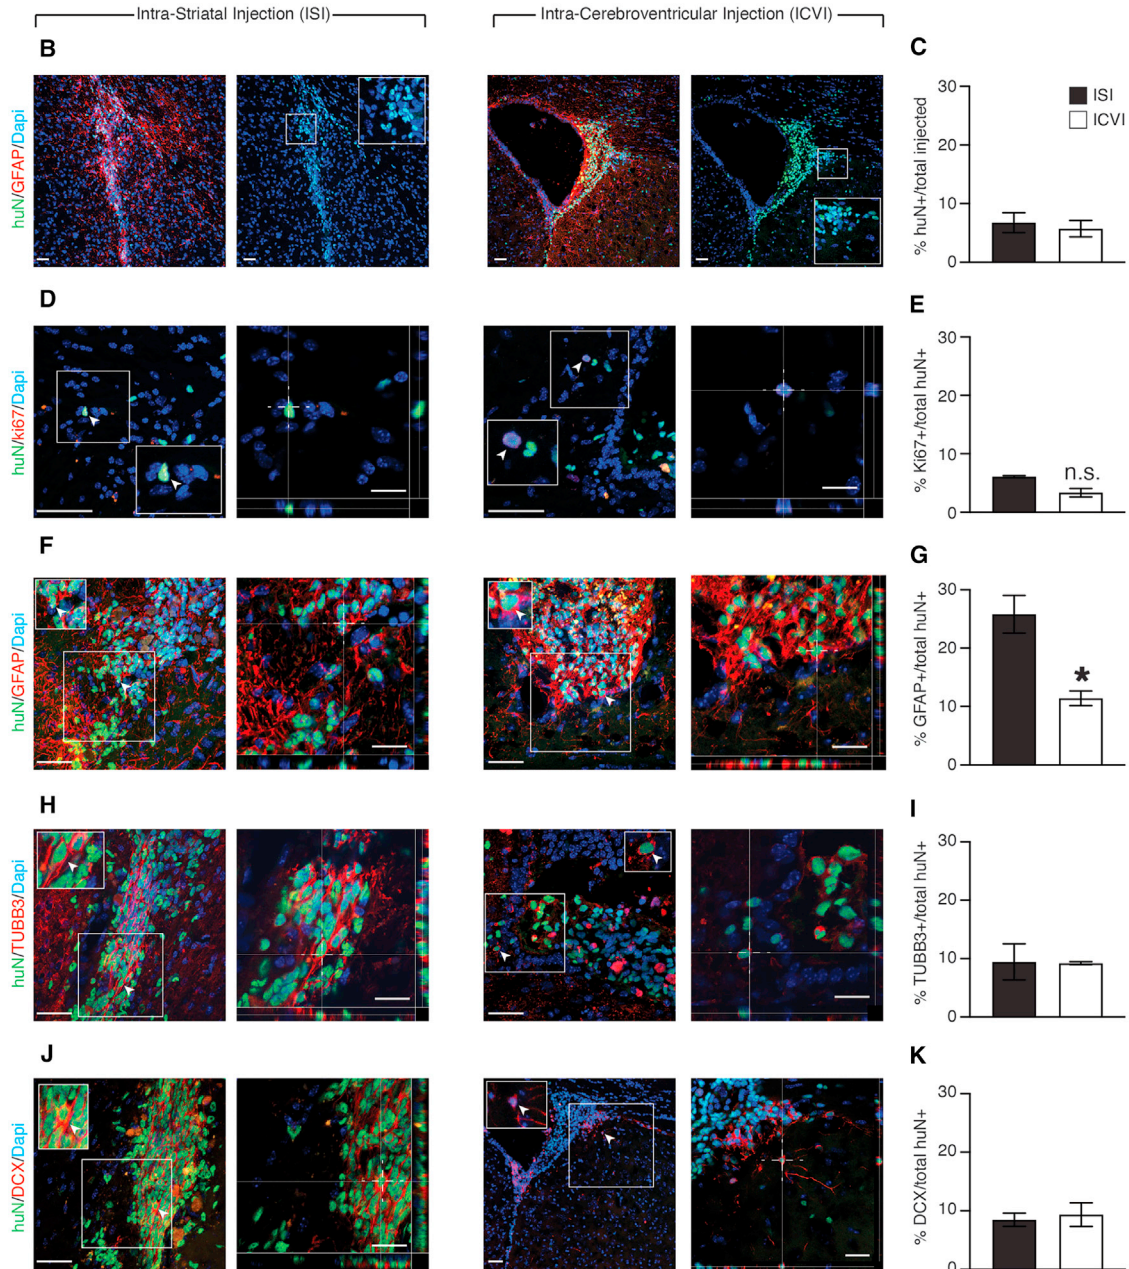 Intra-Striatal Injection (ISI)
Intra-Cerebroventricular Injection (ICVI)
B
huN/GFAP/Dapi
C
% huN+/total injected
30
20
10
0
ISI
ICVI
D
huN/ki67/Dapi
E
% Ki67+/total huN+
30
20
10
0
n.s.
F
huN/GFAP/Dapi
G
% GFAP+/total huN+
30
20
10
0
*
H
huN/TUBB3/Dapi
I
% TUBB3+/total huN+
30
20
10
0
J
huN/DCX/Dapi
K
% DCX/total huN+
30
20
10
0